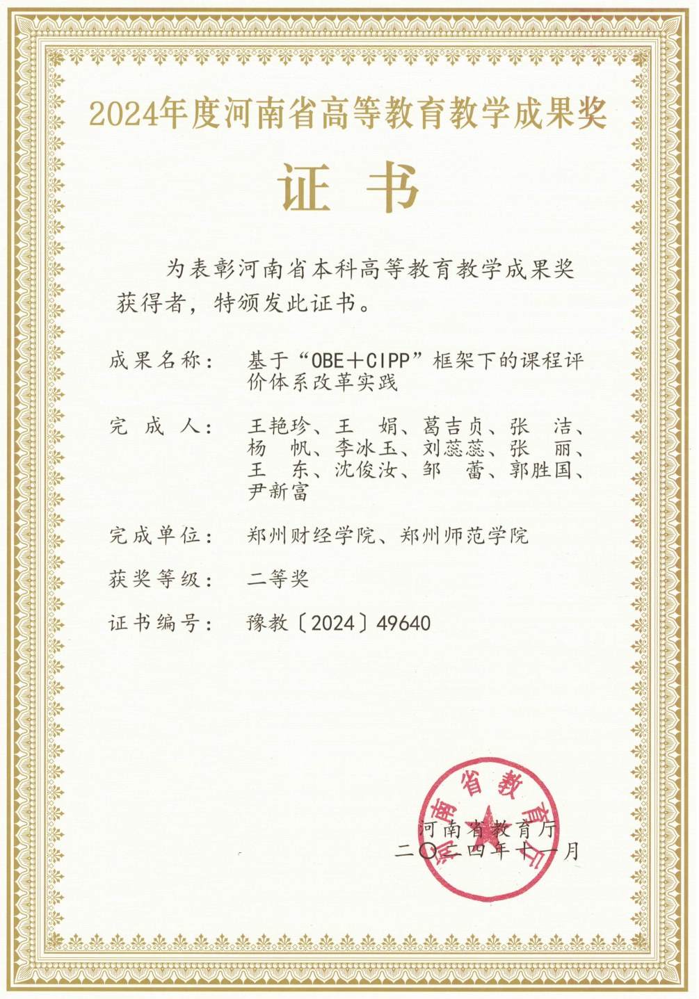 2024年度河南省高等教育教学成果奖
证 书
为表彰河南省本科高等教育教学成果奖
获得者，特颁发此证书。
成果名称： 基于“OBE＋CIPP”框架下的课程评
价体系改革实践
完 成 人： 王艳珍、王　娟、葛吉贞、张　洁、
杨　帆、李冰玉、刘蕊蕊、张　丽、
王　东、沈俊汝、邹　蕾、郭胜国、
尹新富
完成单位： 郑州财经学院、郑州师范学院
获奖等级： 二等奖
证书编号： 豫教〔2024〕49640
河南省教育厅
河南省教育厅
二〇二四年十一月